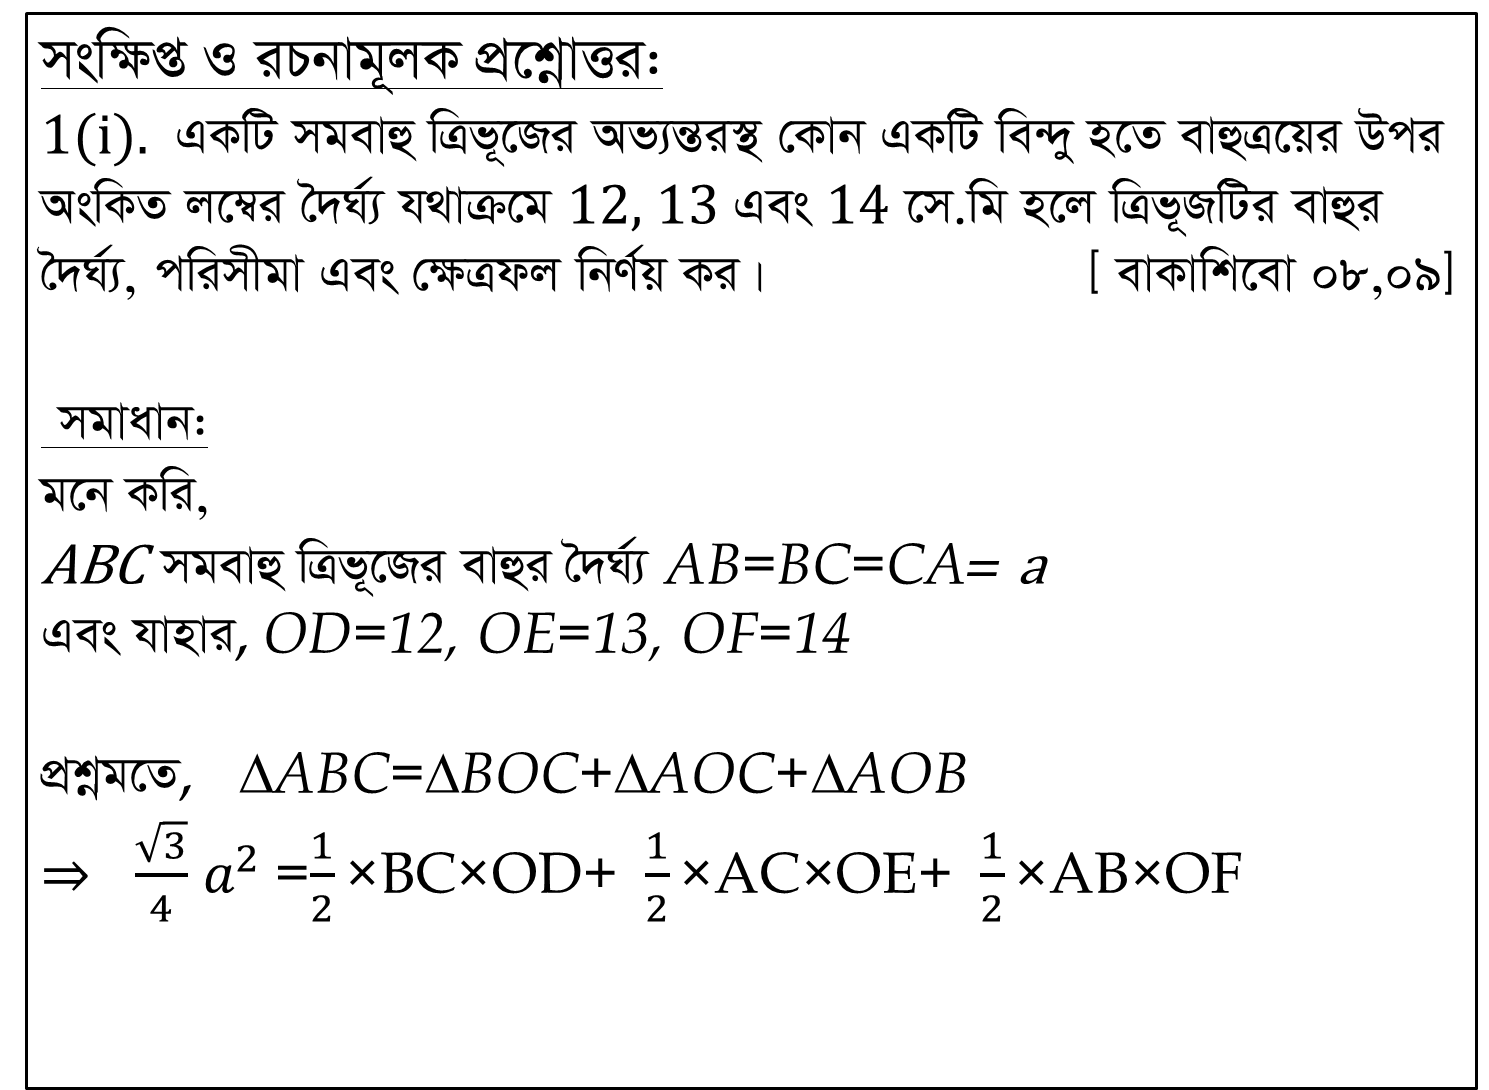 সংক্ষিপ্ত ও রচনামূলক প্রশ্নোত্তরঃ
1(i). একটি সমবাহু ত্রিভূজের অভ্যন্তরস্থ কোন একটি বিন্দু হতে বাহুত্রয়ের উপর
অংকিত লম্বের দৈর্ঘ্য যথাক্রমে 12, 13 এবং 14 সে.মি হলে ত্রিভূজটির বাহুর
দৈর্ঘ্য, পরিসীমা এবং ক্ষেত্রফল নির্ণয় কর। [ বাকাশিবো ০৮,০৯]
সমাধানঃ
মনে করি,
ABC সমবাহু ত্রিভূজের বাহুর দৈর্ঘ্য AB=BC=CA= a
এবং যাহার, OD=12, OE=13, OF=14
প্রশ্নমতে, ΔABC=ΔBOC+ΔAOC+ΔAOB
⇒ √3/4 a² =1/2 ×BC×OD+ 1/2 ×AC×OE+ 1/2 ×AB×OF